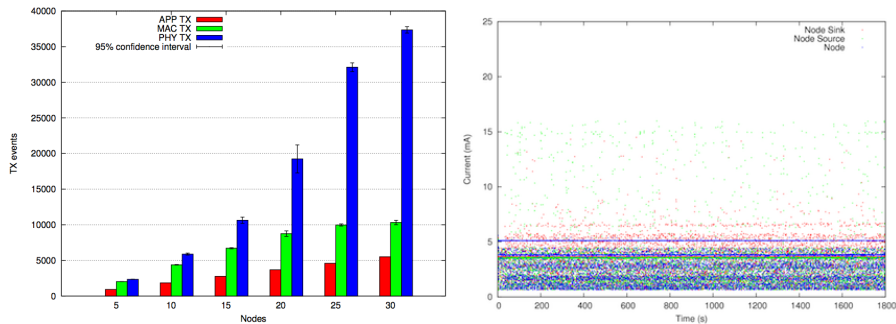 40000
35000
30000
25000
20000
15000
10000
5000
0
TX events
APP TX
MAC TX
PHY TX
95% confidence interval
5 10 15 20 25 30
Nodes
25
20
15
10
5
0
Current (mA)
Node Sink
Node Source
Node
0 200 400 600 800 1000 1200 1400 1600 1800
Time (s)